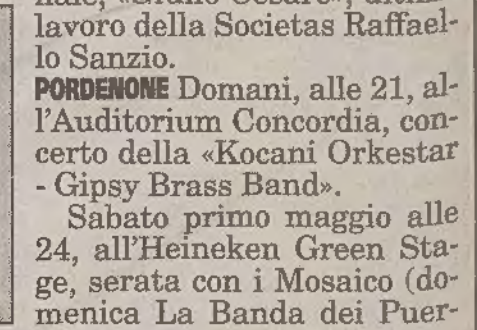 lavoro della Societas Raffael-
lo Sanzio.
PORDENONE Domani, alle 21, al-
l'Auditorium Concordia, con-
certo della «Kocani Orkestar
- Gipsy Brass Band».
Sabato primo maggio alle
24, all'Heineken Green Sta-
ge, serata con i Mosaico (do-
menica La Banda dei Puer-